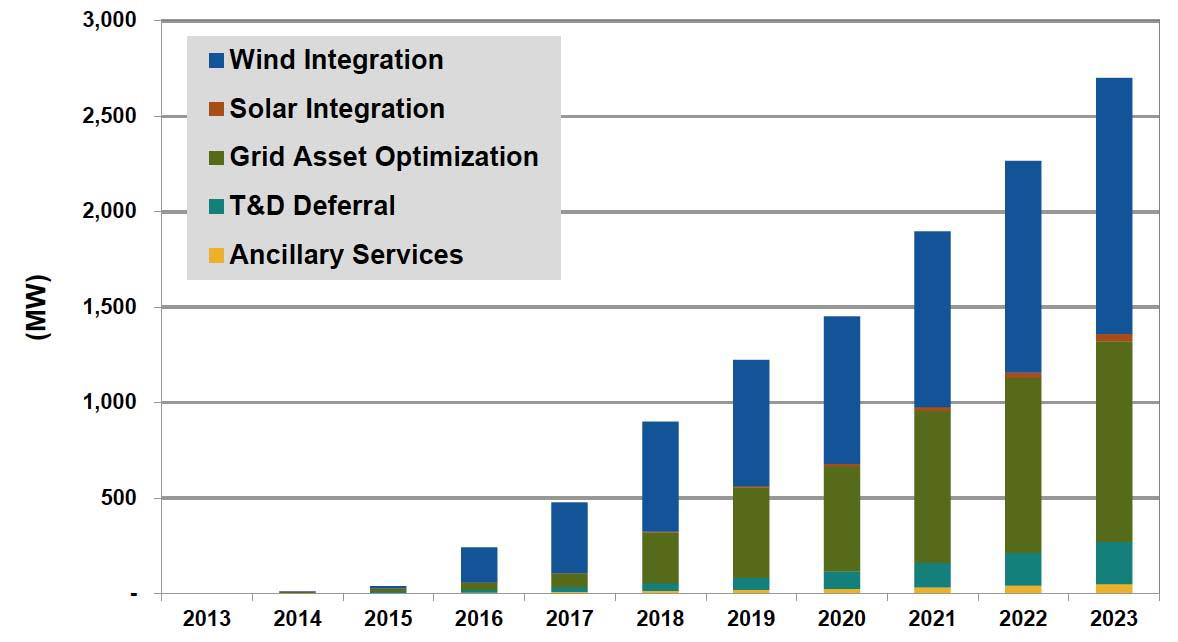 3,000
2,500
2,000
1,500
1,000
500
-
(MW)
Wind Integration
Solar Integration
Grid Asset Optimization
T&D Deferral
Ancillary Services
2013 2014 2015 2016 2017 2018 2019 2020 2021 2022 2023